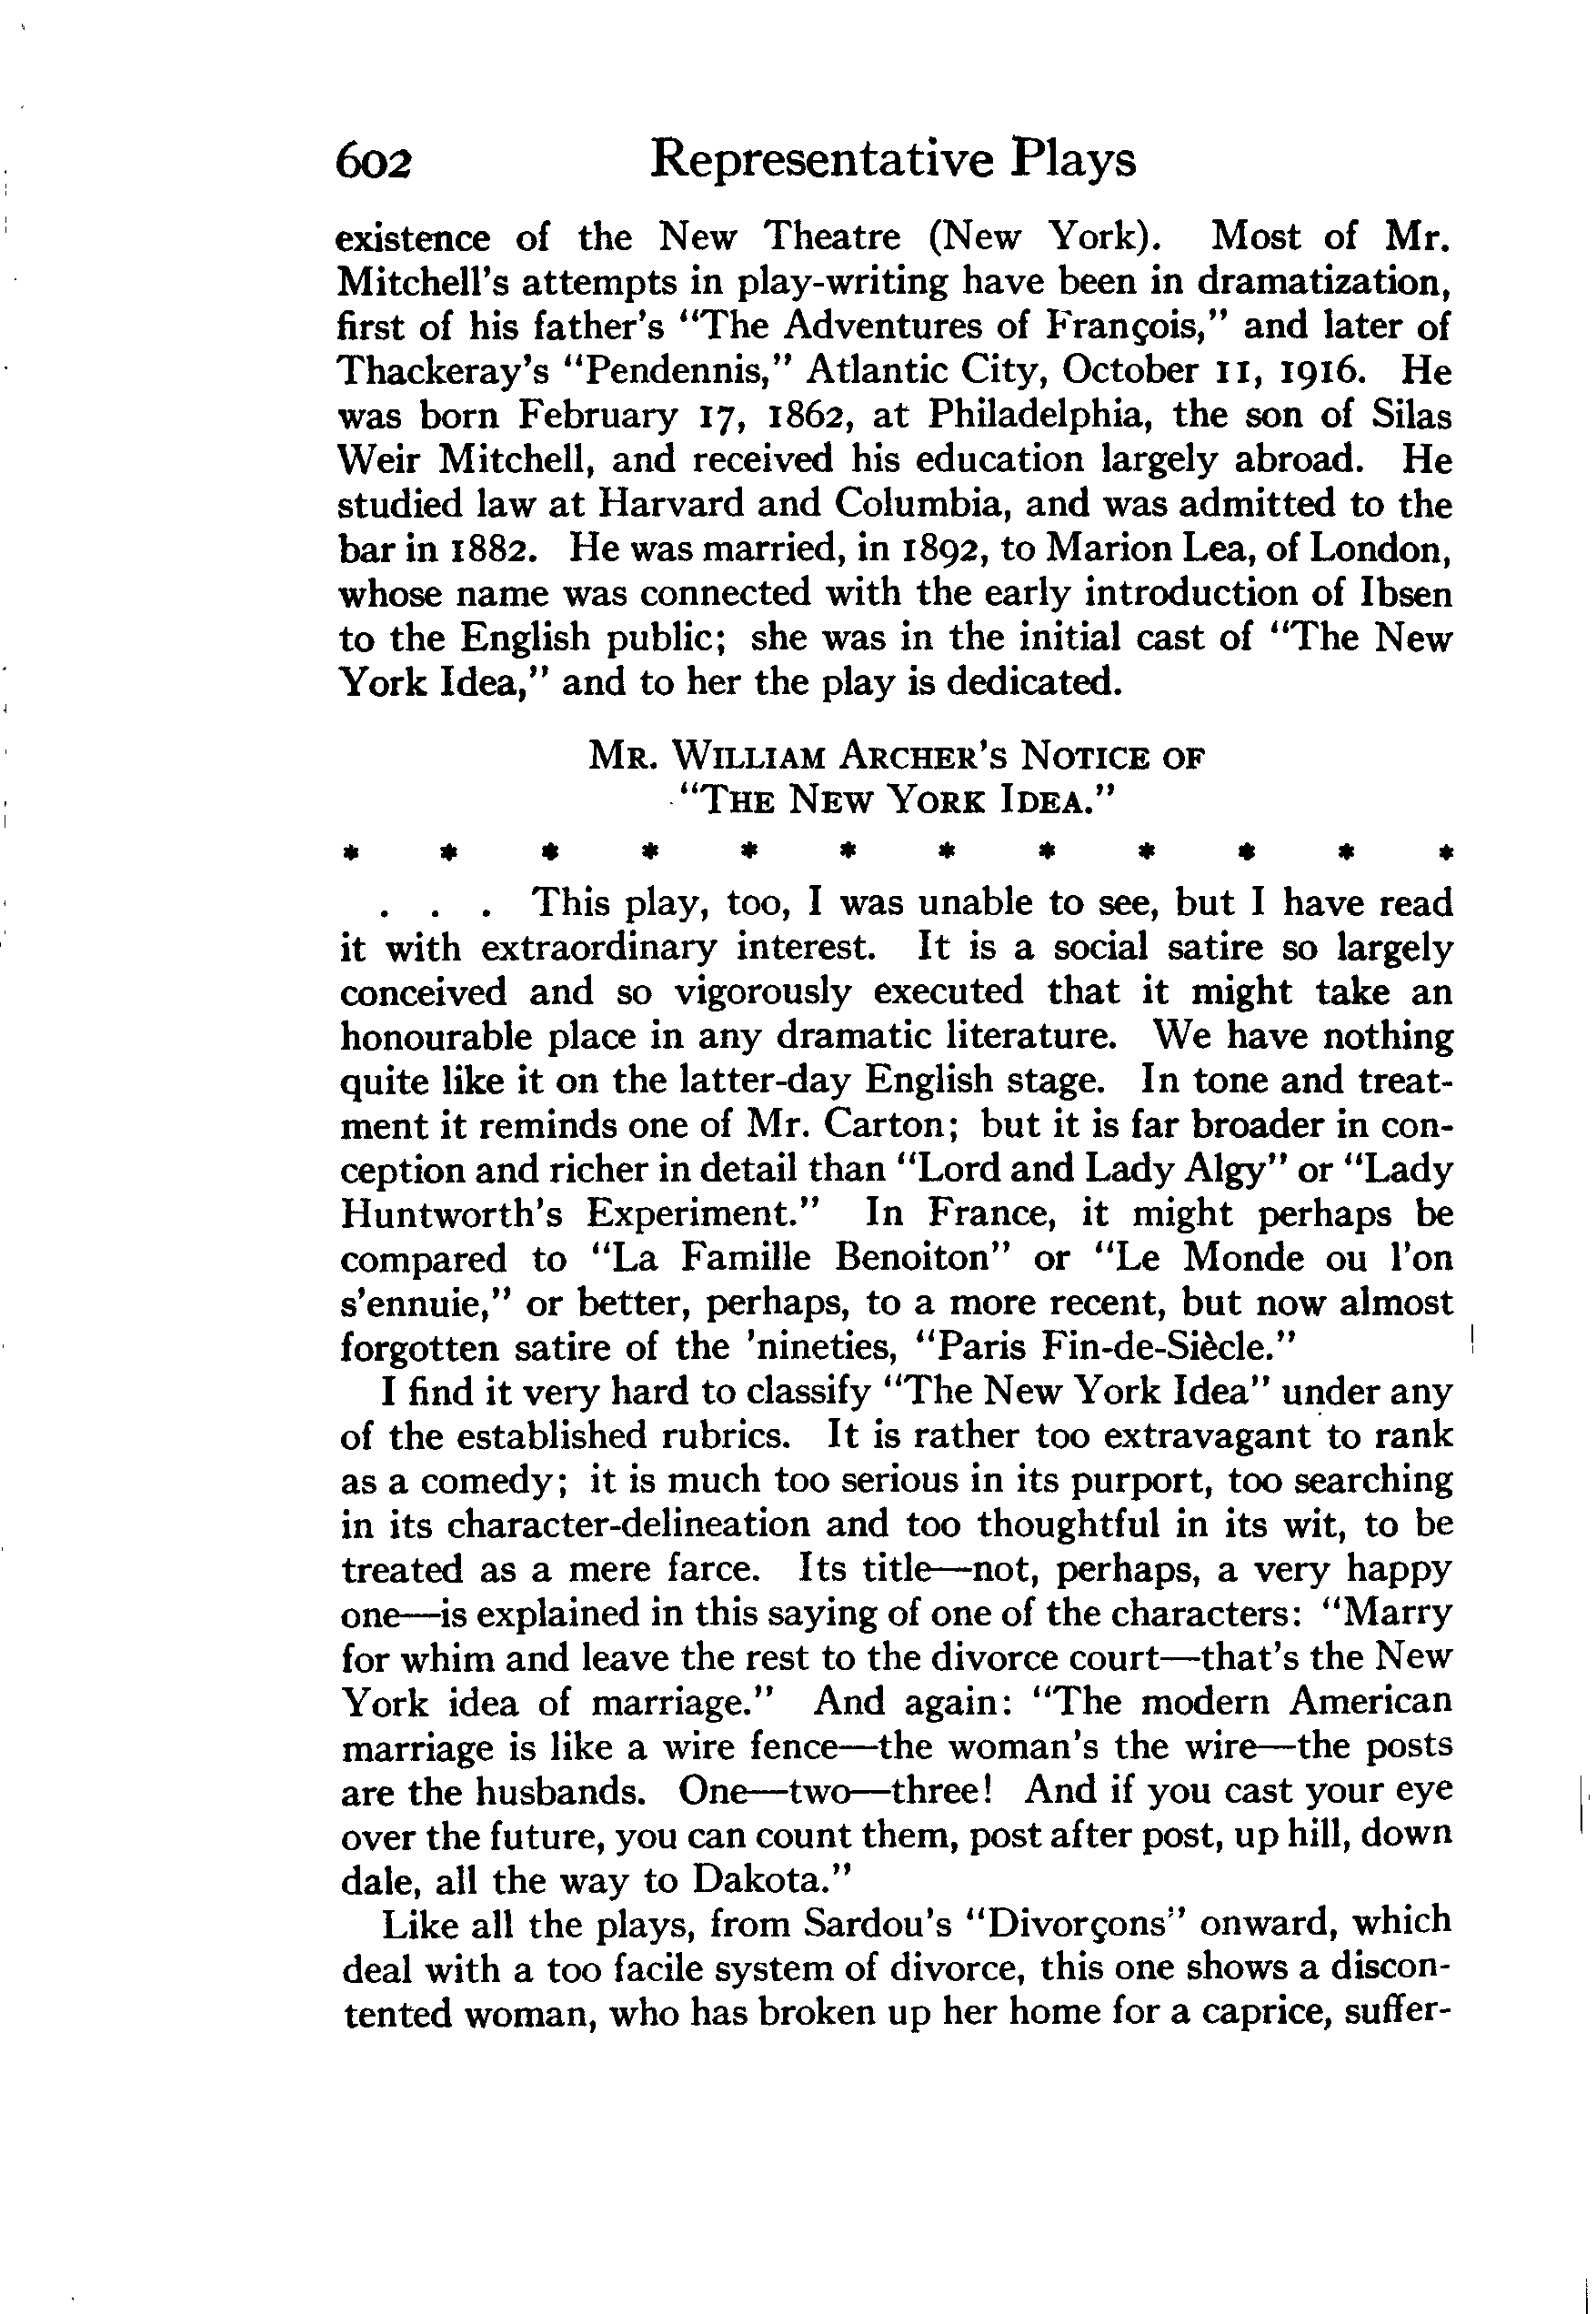 602 Representative Plays
existence of the New Theatre (New York). Most of Mr.
Mitchell's attempts in play-writing have been in dramatization,
first of his father's "The Adventures of François," and later of
Thackeray's "Pendennis," Atlantic City, October 11, 1916. He
was born February 17, 1862, at Philadelphia, the son of Silas
Weir Mitchell, and received his education largely abroad. He
studied law at Harvard and Columbia, and was admitted to the
bar in 1882. He was married, in 1892, to Marion Lea, of London,
whose name was connected with the early introduction of Ibsen
to the English public; she was in the initial cast of "The New
York Idea," and to her the play is dedicated.
Mr. William Archer's Notice of
"The New York Idea."
* * * * * * * * * * * *
. . . This play, too, I was unable to see, but I have read
it with extraordinary interest. It is a social satire so largely
conceived and so vigorously executed that it might take an
honourable place in any dramatic literature. We have nothing
quite like it on the latter-day English stage. In tone and treat-
ment it reminds one of Mr. Carton; but it is far broader in con-
ception and richer in detail than "Lord and Lady Algy" or "Lady
Huntworth's Experiment." In France, it might perhaps be
compared to "La Famille Benoiton" or "Le Monde ou l'on
s'ennuie," or better, perhaps, to a more recent, but now almost
forgotten satire of the 'nineties, "Paris Fin-de-Siècle."
I find it very hard to classify "The New York Idea" under any
of the established rubrics. It is rather too extravagant to rank
as a comedy; it is much too serious in its purport, too searching
in its character-delineation and too thoughtful in its wit, to be
treated as a mere farce. Its title—not, perhaps, a very happy
one—is explained in this saying of one of the characters: "Marry
for whim and leave the rest to the divorce court—that's the New
York idea of marriage." And again: "The modern American
marriage is like a wire fence—the woman's the wire—the posts
are the husbands. One—two—three! And if you cast your eye
over the future, you can count them, post after post, up hill, down
dale, all the way to Dakota."
Like all the plays, from Sardou's "Divorçons" onward, which
deal with a too facile system of divorce, this one shows a discon-
tented woman, who has broken up her home for a caprice, suffer-